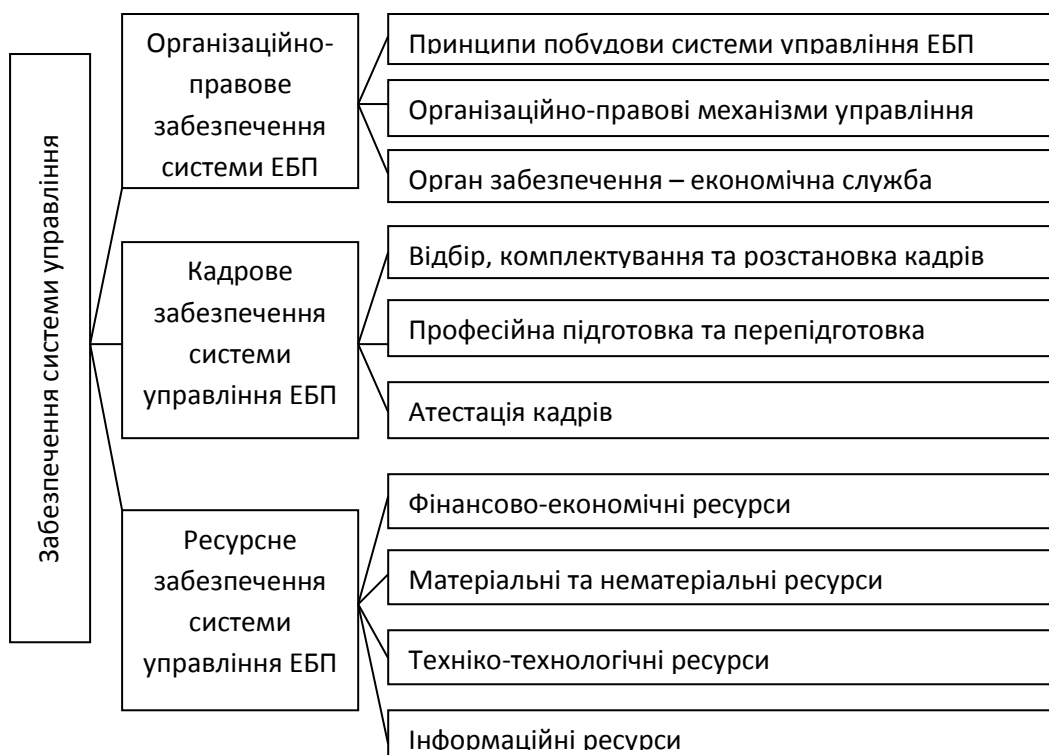 Забезпечення системи управління
Організаційно-
правове
забезпечення
системи ЕБП
Принципи побудови системи управління ЕБП
Організаційно-правові механізми управління
Орган забезпечення – економічна служба
Кадрове
забезпечення
системи
управління ЕБП
Відбір, комплектування та розстановка кадрів
Професійна підготовка та перепідготовка
Атестація кадрів
Ресурсне
забезпечення
системи
управління ЕБП
Фінансово-економічні ресурси
Матеріальні та нематеріальні ресурси
Техніко-технологічні ресурси
Інформаційні ресурси